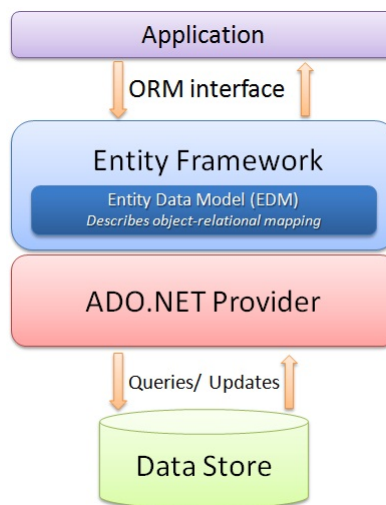 Application
ORM interface
Entity Framework
Entity Data Model (EDM)
Describes object-relational mapping
ADO.NET Provider
Queries/ Updates
Data Store